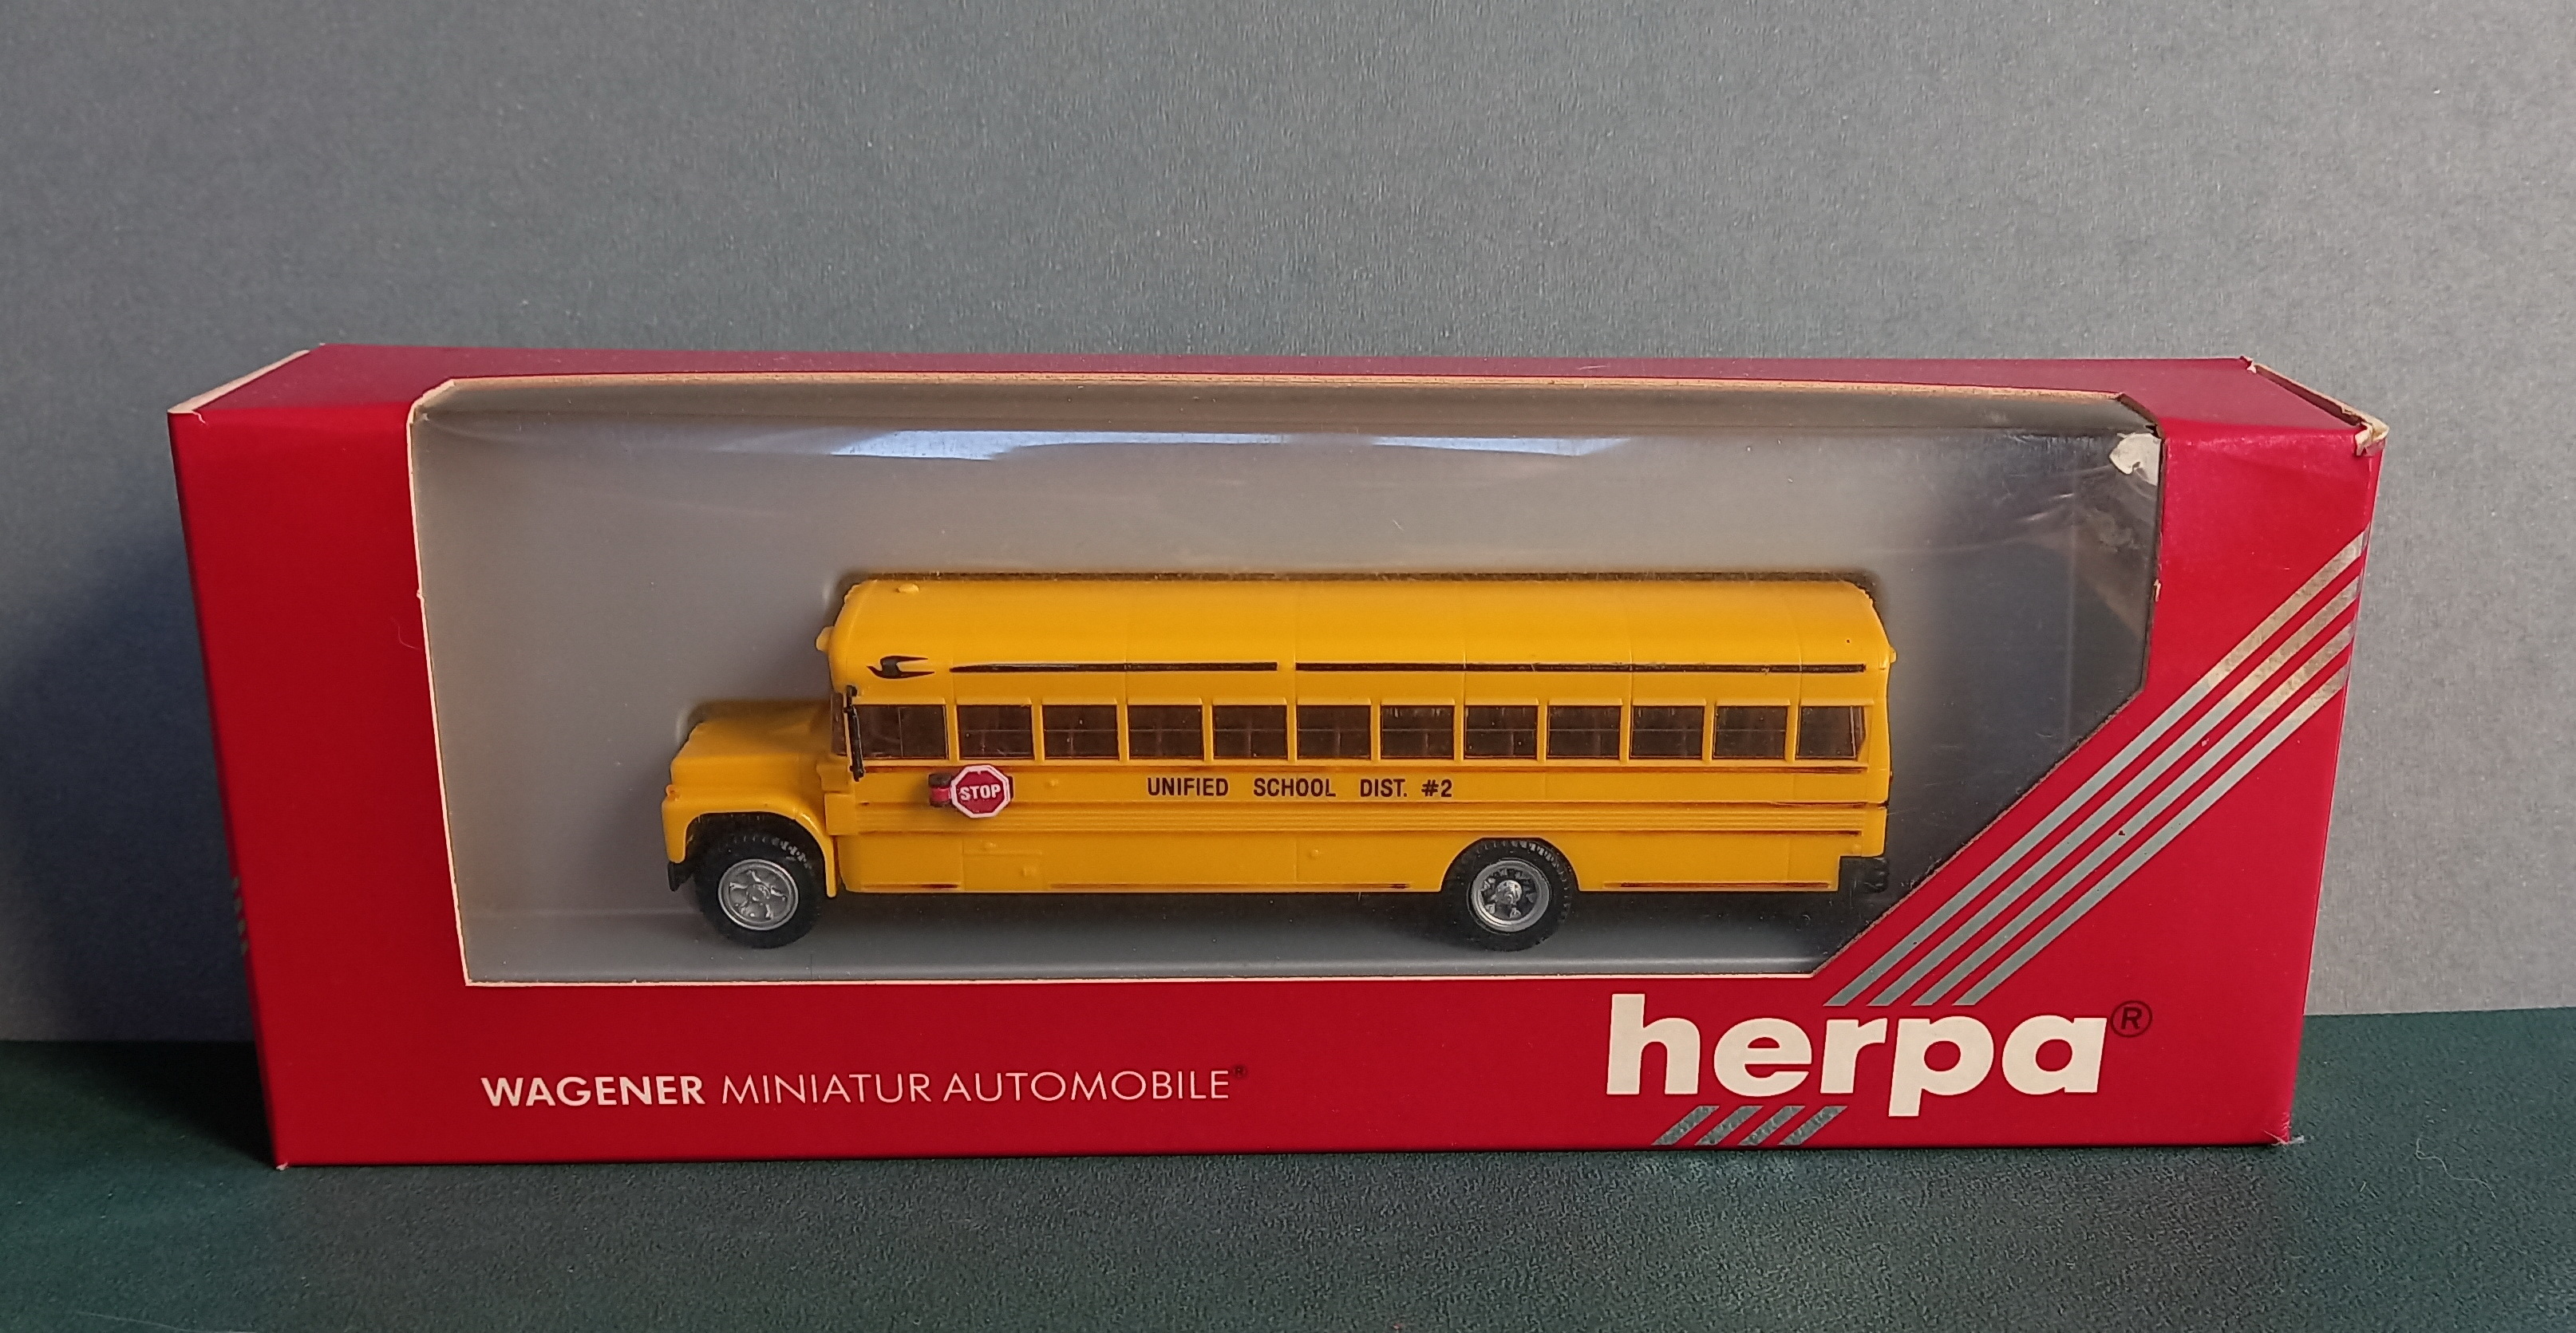 STOP
UNIFIED SCHOOL DIST. #2
herpa®
WAGENER MINIATUR AUTOMOBILE®